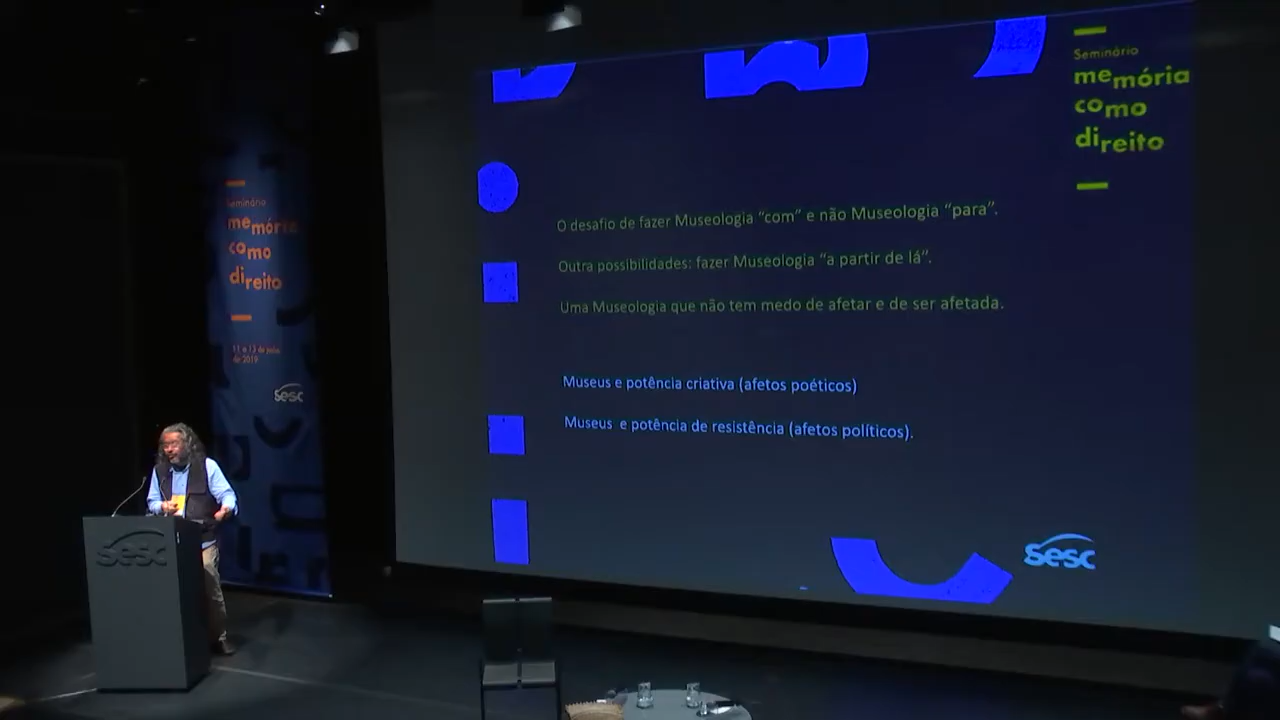 Seminário
memória
como
direito
O desafio de fazer Museologia “com” e não Museologia “para”.
Outra possibilidades: fazer Museologia “a partir de lá”.
Uma Museologia que não tem medo de afetar e de ser afetada.
Museus e potência criativa (afetos poéticos)
Museus e potência de resistência (afetos políticos).
Sesc
Seminário
memória
como
direito
de 2019
Sesc
Sesc